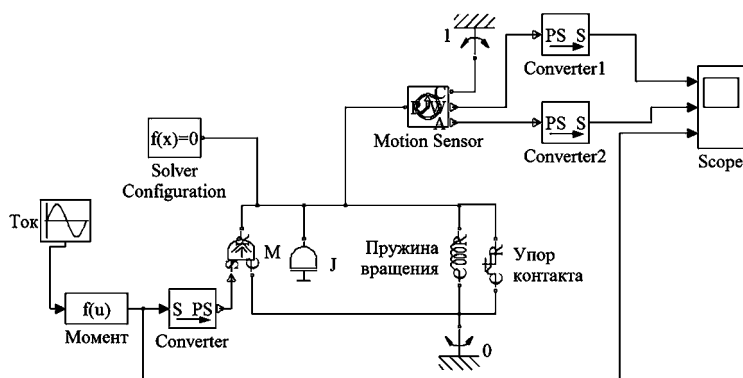 1
PS S
Converter1
C
R W
A
Motion Sensor
PS S
Converter2
Scope
f(x)=0
Solver
Configuration
Ток
R
S C
M
J
Пружина
вращения
R
C
R
C
Упор
контакта
f(u)
Момент
S PS
Converter
0